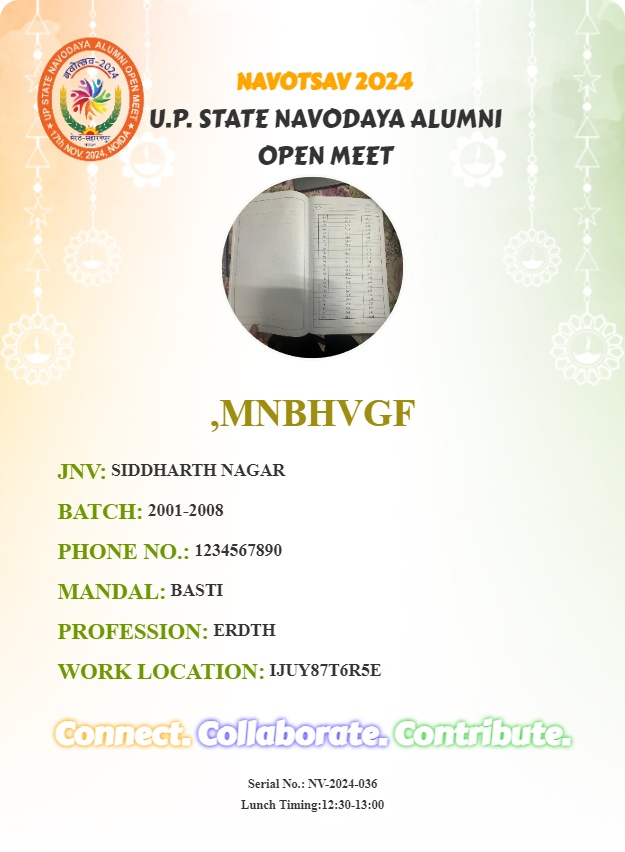 UP STATE NAVODAYA ALUMNI OPEN MEET
नवोत्सव-2024
मेरठ-सहारनपुर
17th NOV. 2024, NOIDA
NAVOTSAV 2024
U.P. STATE NAVODAYA ALUMNI
OPEN MEET
,MNBHVGF
JNV: SIDDHARTH NAGAR
BATCH: 2001-2008
PHONE NO.: 1234567890
MANDAL: BASTI
PROFESSION: ERDTH
WORK LOCATION: IJUY87T6R5E
Connect. Collaborate. Contribute.
Serial No.: NV-2024-036
Lunch Timing:12:30-13:00